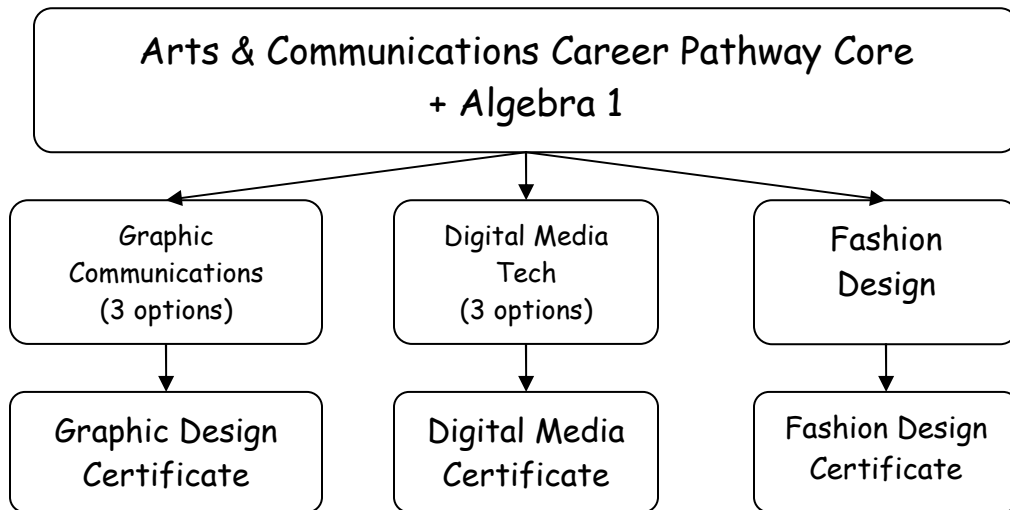 Arts & Communications Career Pathway Core
+ Algebra 1
Graphic
Communications
(3 options)
Digital Media
Tech
(3 options)
Fashion
Design
Graphic Design
Certificate
Digital Media
Certificate
Fashion Design
Certificate